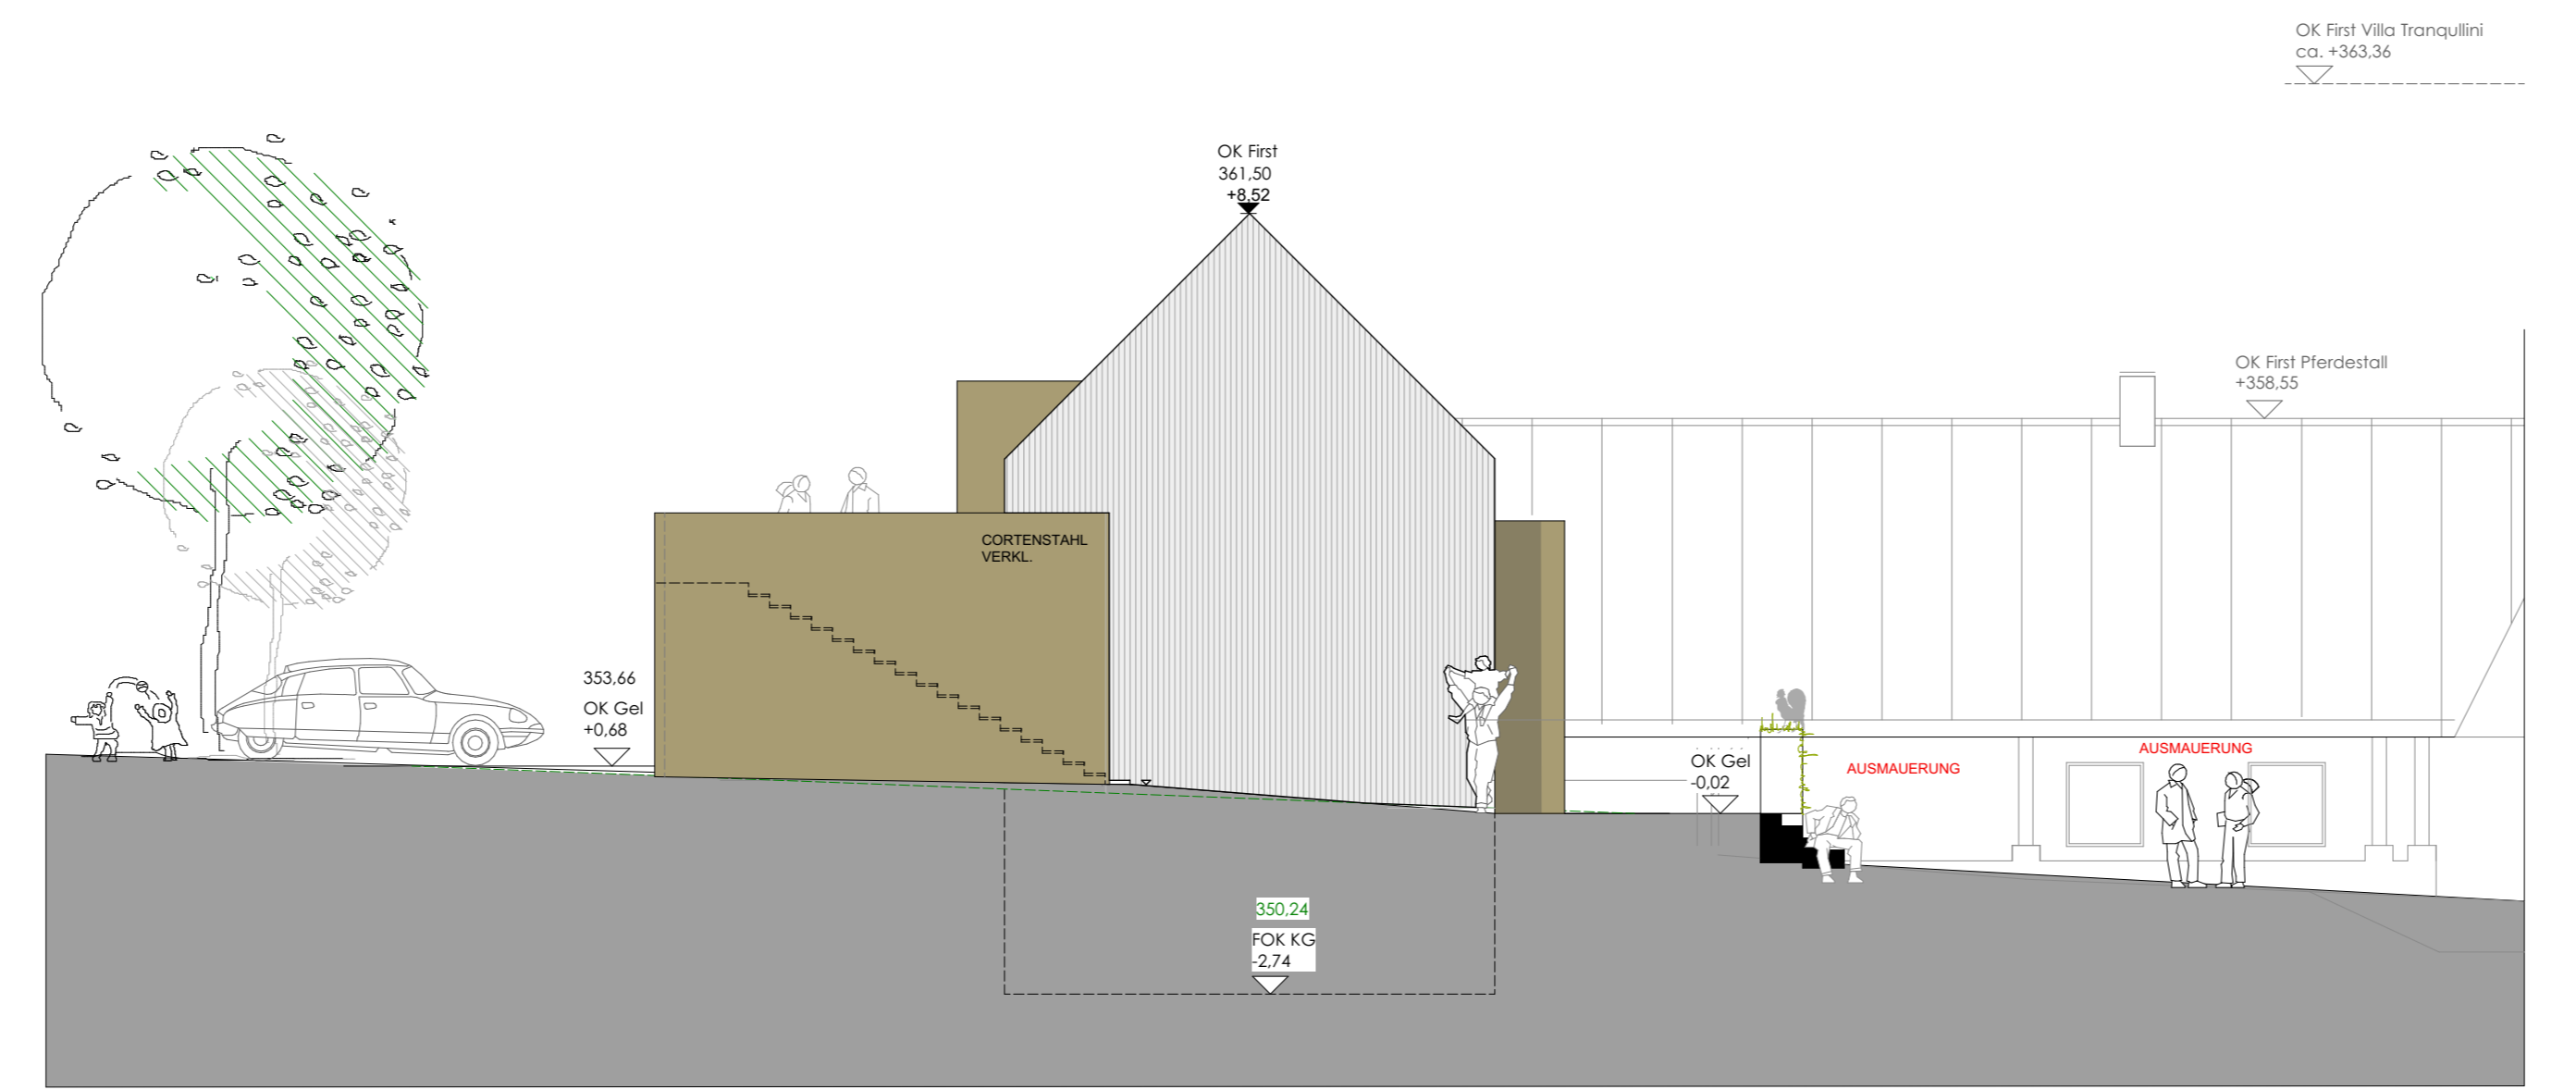 OK First Villa Tranqullini
ca. +363,36
OK First
361,50
+8,52
OK First Pferdestall
+358,55
CORTENSTAHL
VERKL.
353,66
OK Gel
+0,68
OK Gel
-0,02
AUSMAUERUNG
AUSMAUERUNG
350,24
FOK KG
-2,74